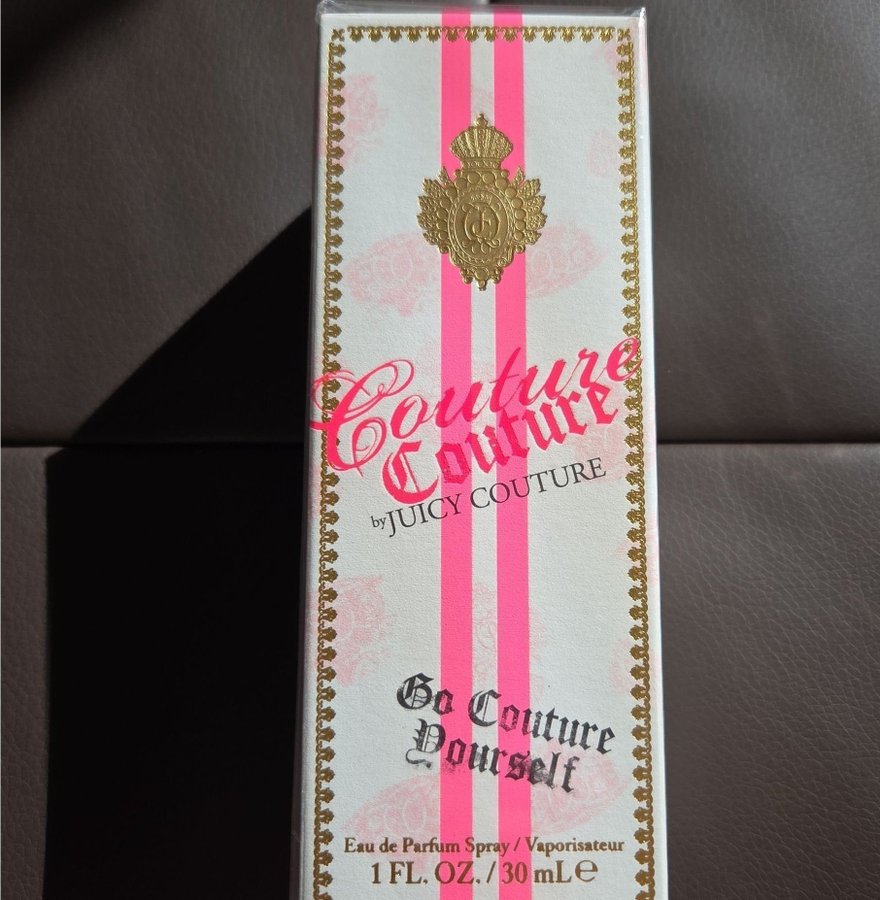 Couture
Couture
by JUICY COUTURE
Go Couture
Yourself
Eau de Parfum Spray / Vaporisateur
1 FL. OZ. / 30 mL ℮